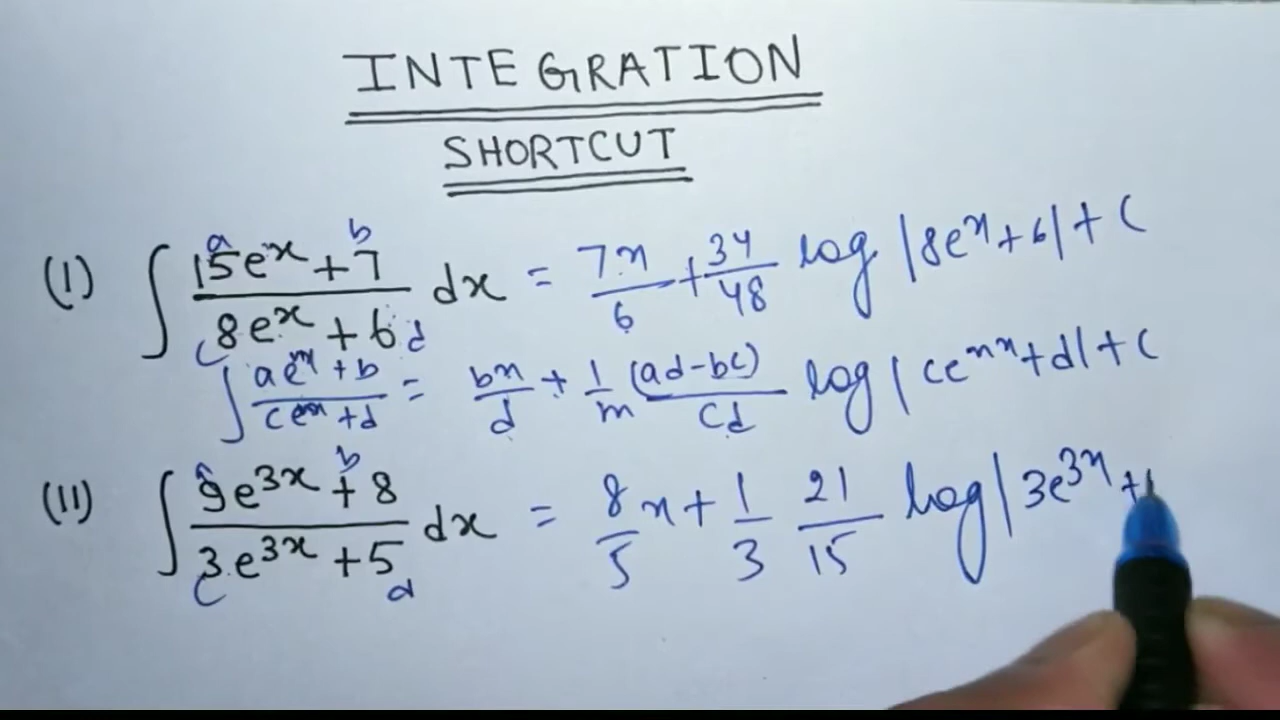 INTEGRATION
SHORTCUT
(I) ∫ (15e^x + 7)/(8e^x + 6) dx = 7x/6 + 34/48 log |8e^x + 6| + C
a b c d
∫ (ae^mx + b)/(ce^mx + d) = bx/d + 1/m (ad-bc)/cd log | ce^mx + d | + C
(II) ∫ (9e^3x + 8)/(3e^3x + 5) dx = 8/5 x + 1/3 21/15 log | 3e^3x +
b c d